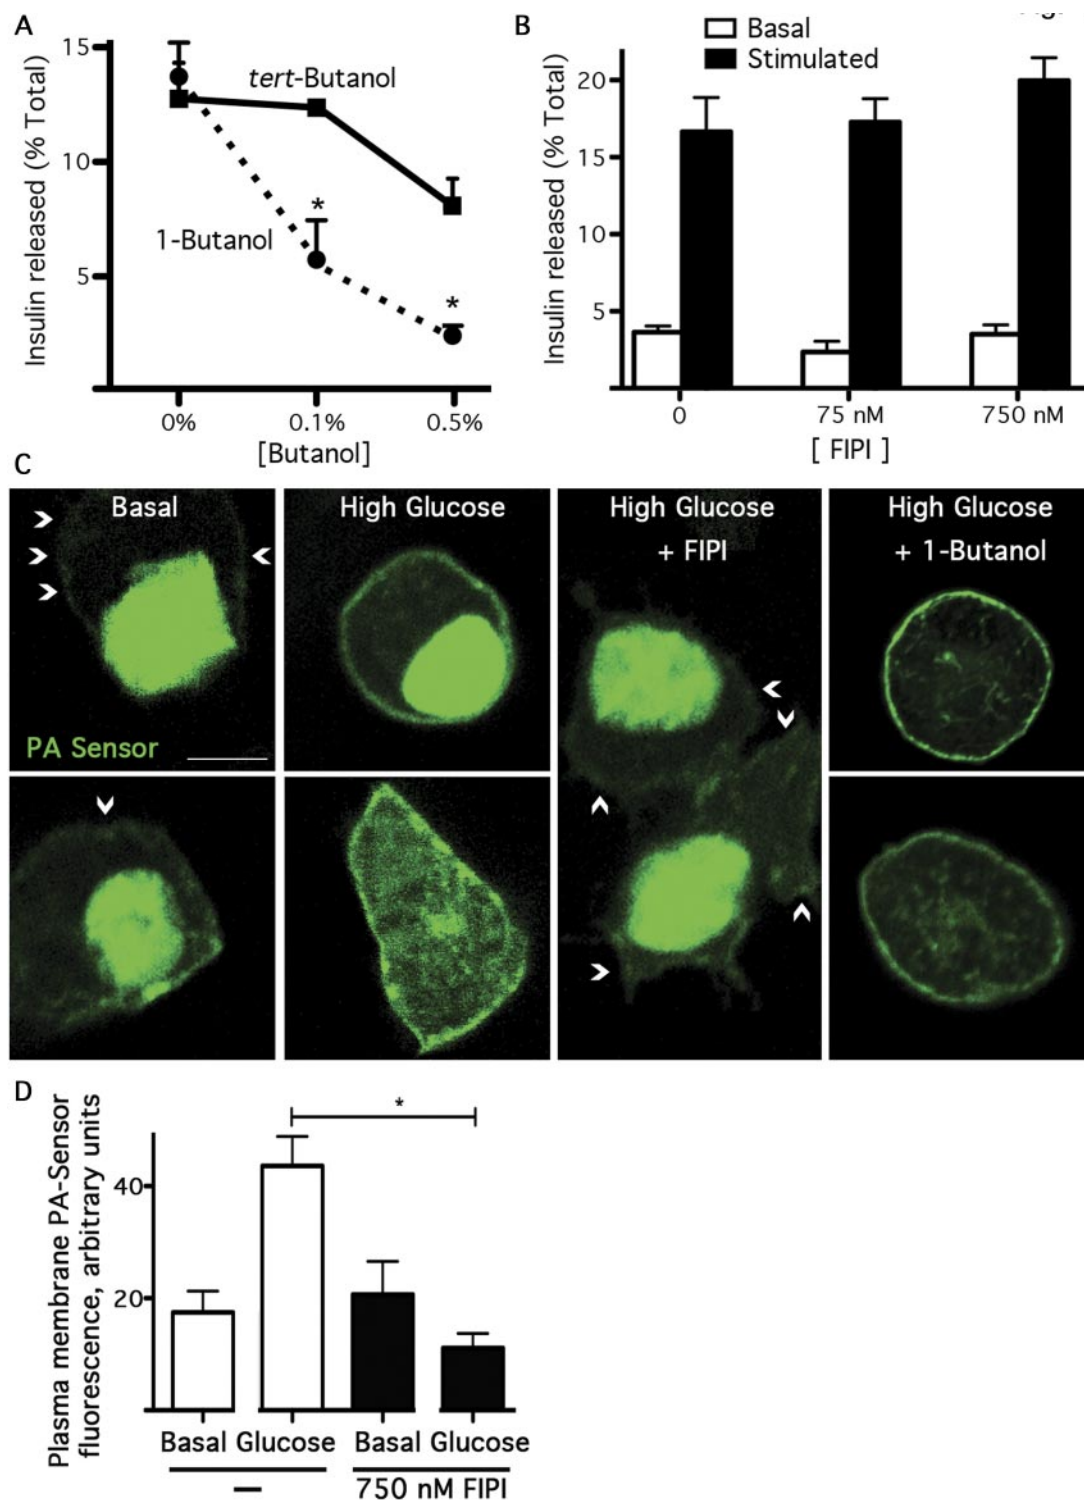 A
15
10
5
Insulin released (% Total)
tert-Butanol
1-Butanol
*
*
0% 0.1% 0.5%
[Butanol]
B
Basal
Stimulated
20
15
10
5
Insulin released (% Total)
0 75 nM 750 nM
[ FIPI ]
C
Basal
High Glucose
High Glucose
+ FIPI
High Glucose
+ 1-Butanol
PA Sensor
D
Plasma membrane PA-Sensor
fluorescence, arbitrary units
40
20
*
Basal Glucose Basal Glucose
— 750 nM FIPI